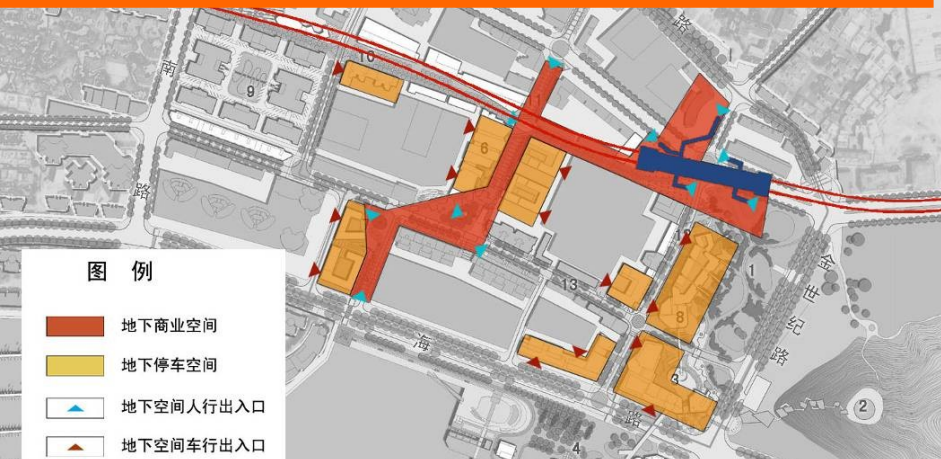 路
10
南
9
6
路
1
13
金
世
纪
路
8
海
3
路
2
4
图 例
地下商业空间
地下停车空间
地下空间人行出入口
地下空间车行出入口